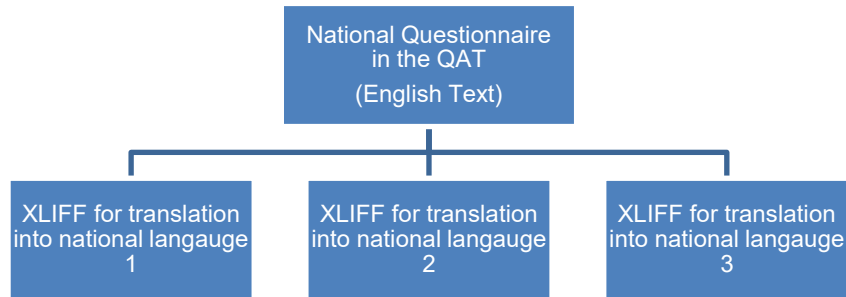 National Questionnaire
in the QAT
(English Text)
XLIFF for translation
into national langauge
1
XLIFF for translation
into national langauge
2
XLIFF for translation
into national langauge
3